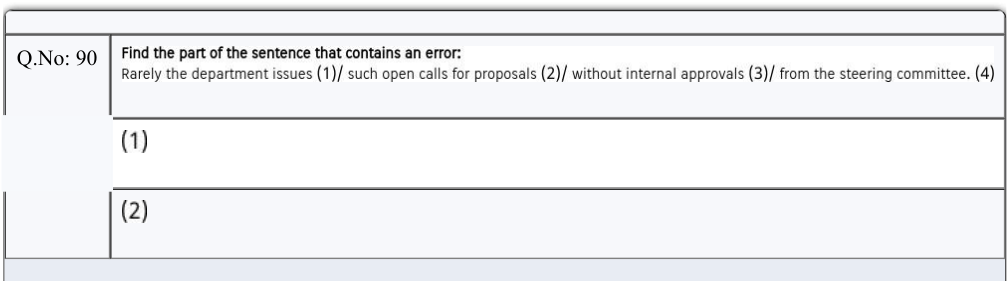 Q.No: 90
Find the part of the sentence that contains an error:
Rarely the department issues (1)/ such open calls for proposals (2)/ without internal approvals (3)/ from the steering committee. (4)
(1)
(2)